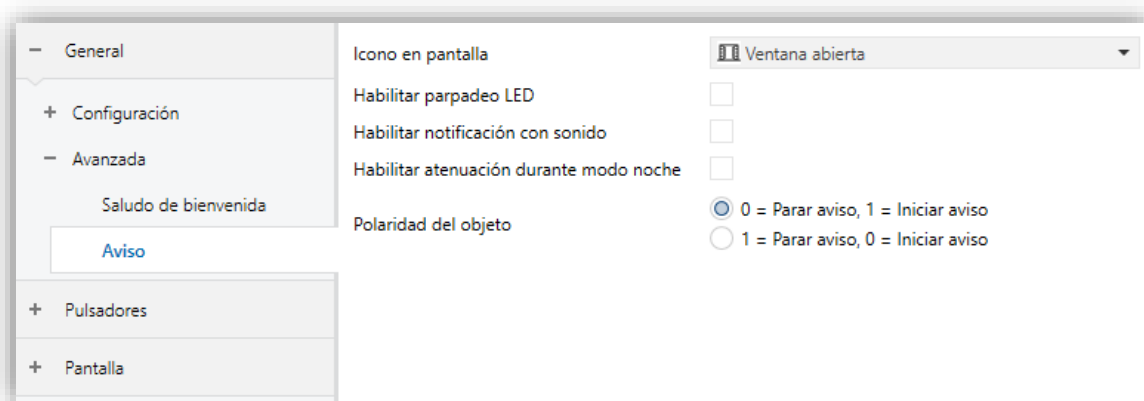 General
Configuración
Avanzada
Saludo de bienvenida
Aviso
Pulsadores
Pantalla
Icono en pantalla
Ventana abierta
Habilitar parpadeo LED
Habilitar notificación con sonido
Habilitar atenuación durante modo noche
Polaridad del objeto
0 = Parar aviso, 1 = Iniciar aviso
1 = Parar aviso, 0 = Iniciar aviso